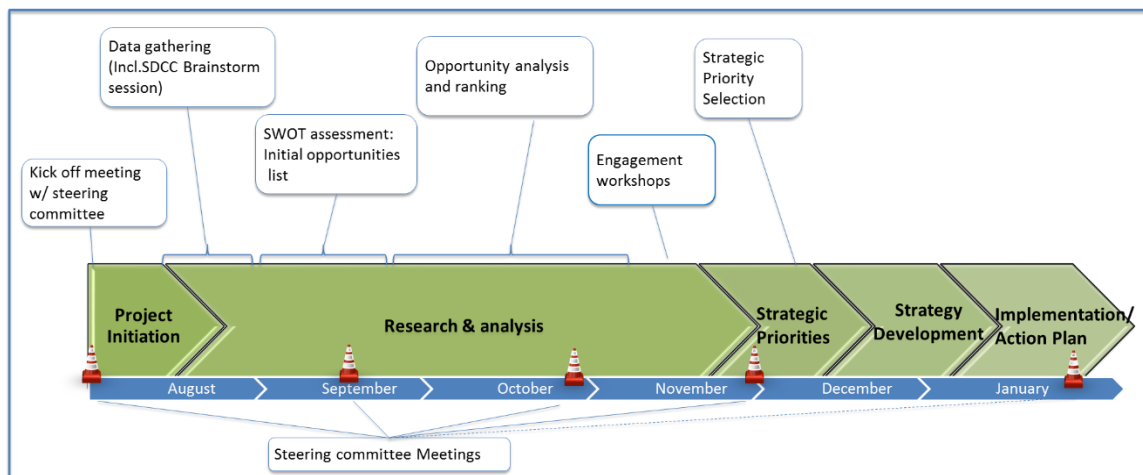 Data gathering
(Incl.SDCC Brainstorm
session)
Opportunity analysis
and ranking
Strategic
Priority
Selection
SWOT assessment:
Initial opportunities
list
Engagement
workshops
Kick off meeting
w/ steering
committee
Project
Initiation
Research & analysis
Strategic
Priorities
Strategy
Development
Implementation/
Action Plan
August
September
October
November
December
January
Steering committee Meetings